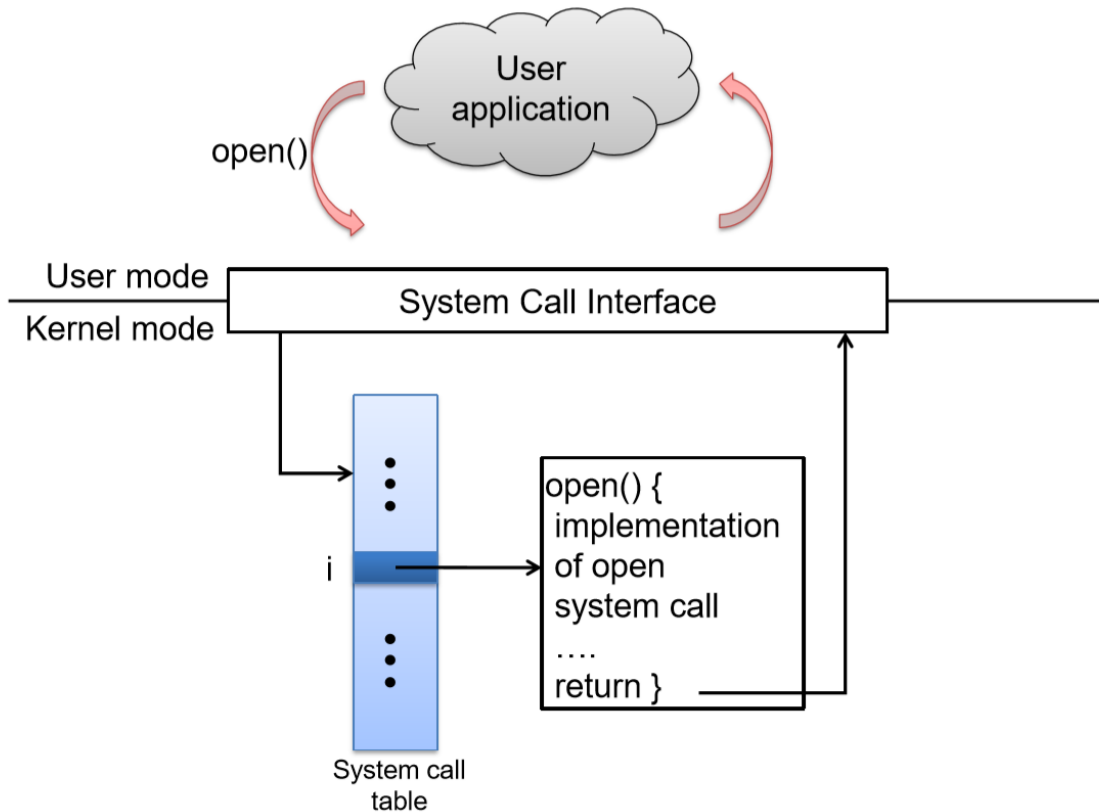 User
application
open()
User mode
System Call Interface
Kernel mode
open() {
implementation
of open
system call
....
return }
i
System call
table